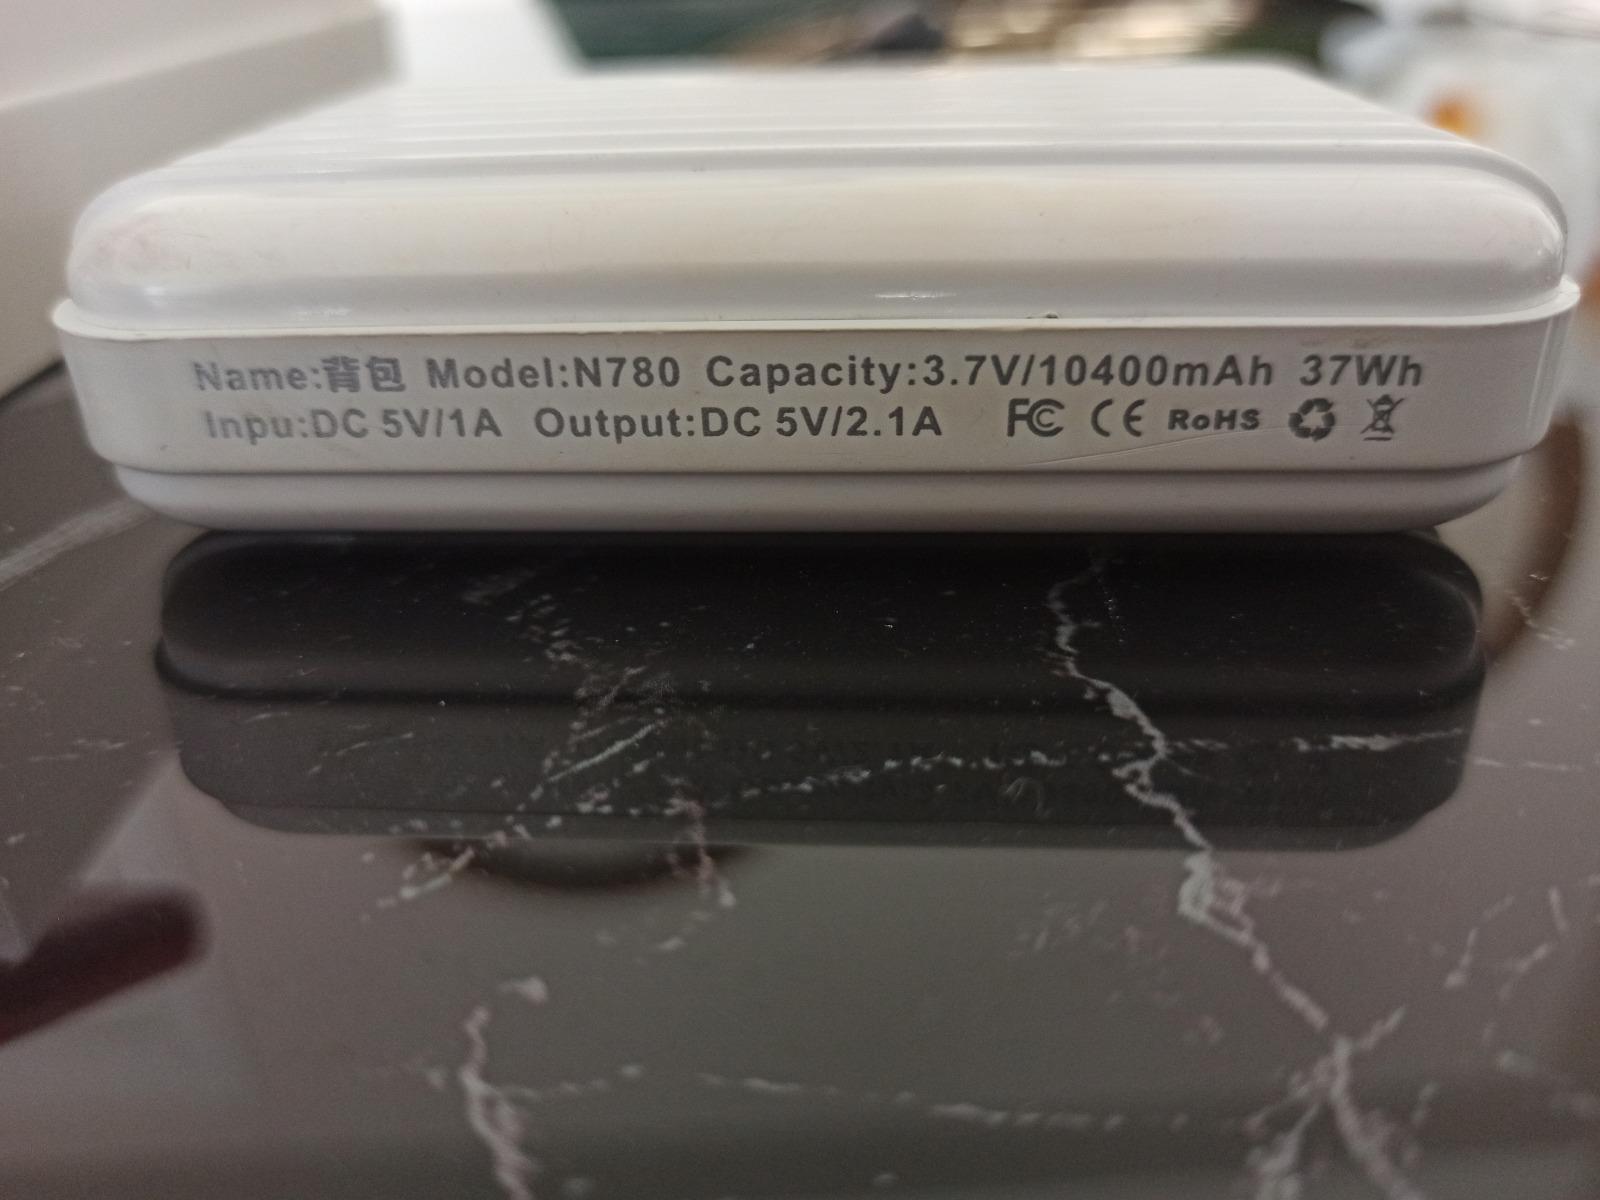 Name:背包 Model:N780 Capacity:3.7V/10400mAh 37Wh
Inpu:DC 5V/1A Output:DC 5V/2.1A FC CE RoHS